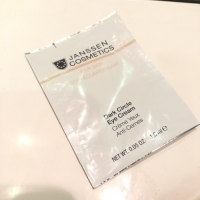 JANSSEN
COSMETICS
Dark Circle
Eye Cream
Crème Yeux
Anti-Cernes
NET WT. 0.05 OZ.